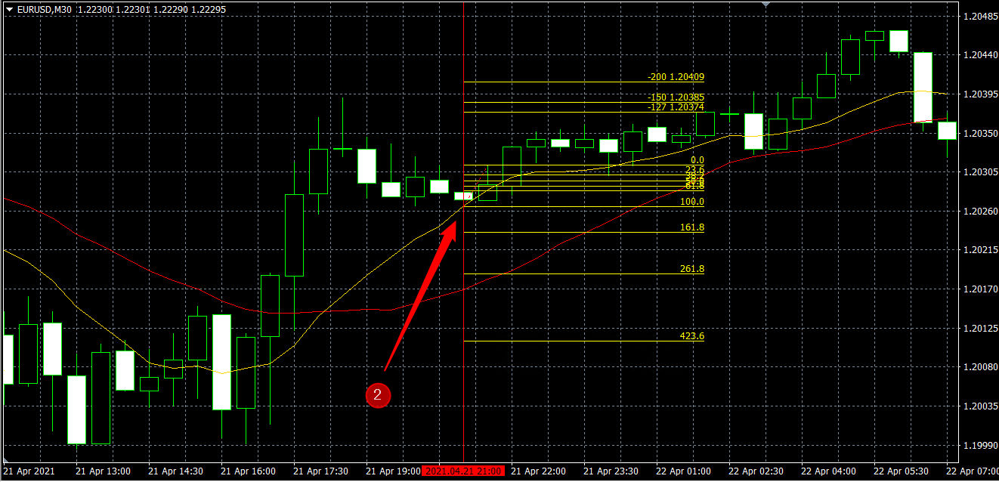 EURUSD,M30 1.22300 1.22301 1.22290 1.22295
1.20485
1.20440
1.20395
1.20350
1.20305
1.20260
1.20215
1.20170
1.20125
1.20080
1.20035
1.19990
-200 1.20409
-150 1.20385
-127 1.20374
0.0
23.6
61.8
100.0
161.8
261.8
423.6
2
21 Apr 2021
21 Apr 13:00
21 Apr 14:30
21 Apr 16:00
21 Apr 17:30
21 Apr 19:00
2021.04.21 21:00
21 Apr 22:00
21 Apr 23:30
22 Apr 01:00
22 Apr 02:30
22 Apr 04:00
22 Apr 05:30
22 Apr 07:00